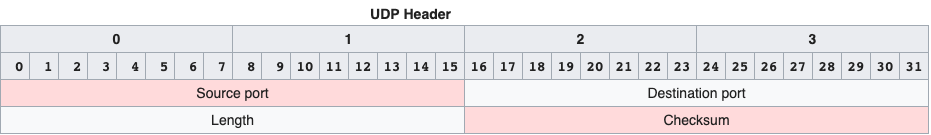 UDP Header
0 1 2 3
0 1 2 3 4 5 6 7 8 9 10 11 12 13 14 15 16 17 18 19 20 21 22 23 24 25 26 27 28 29 30 31
Source port Destination port
Length Checksum